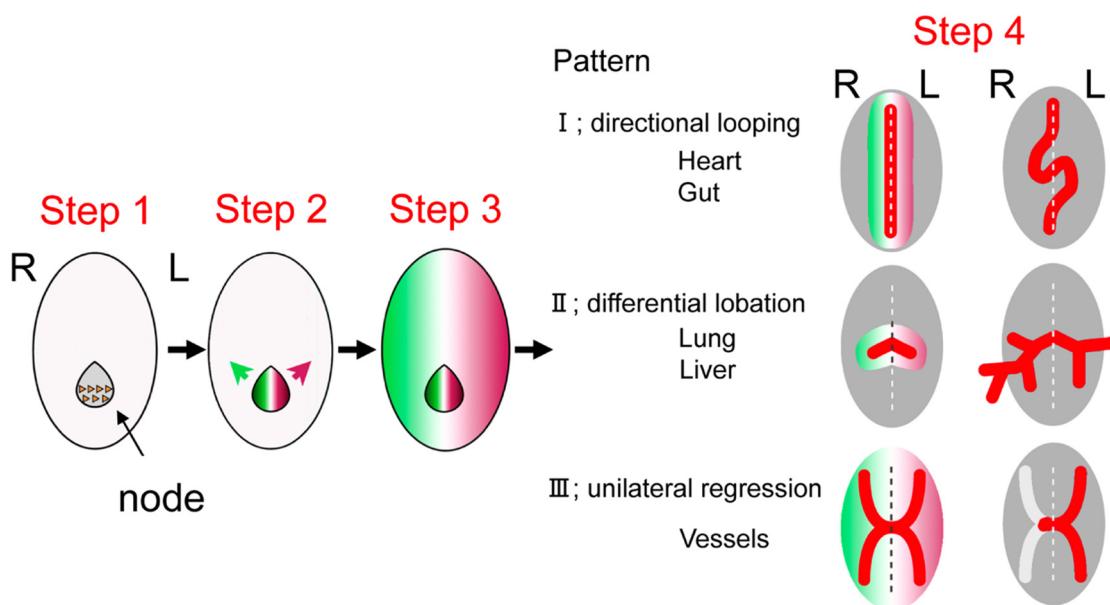 Step 4
Pattern
R L R L
Ⅰ ; directional looping
Heart
Gut
Step 1 Step 2 Step 3
R L
Ⅱ ; differential lobation
Lung
Liver
node
Ⅲ ; unilateral regression
Vessels